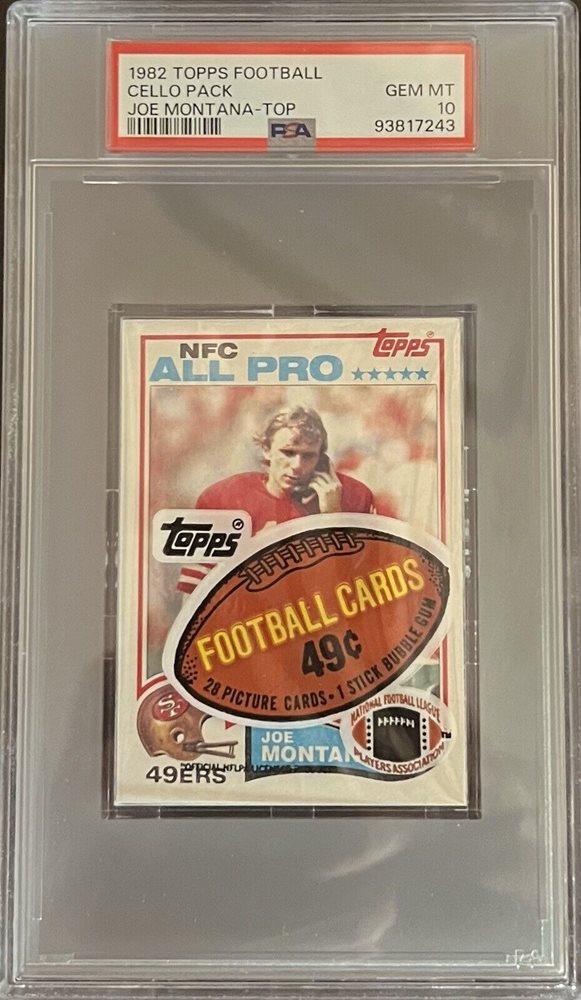 1982 TOPPS FOOTBALL
CELLO PACK GEM MT
JOE MONTANA-TOP 10
PSA 93817243
NFC
ALL PRO
topps
topps
FOOTBALL CARDS
49¢
28 PICTURE CARDS • 1 STICK BUBBLE GUM
NATIONAL FOOTBALL LEAGUE
PLAYERS ASSOCIATION
SF
JOE
MONTAN
49ERS